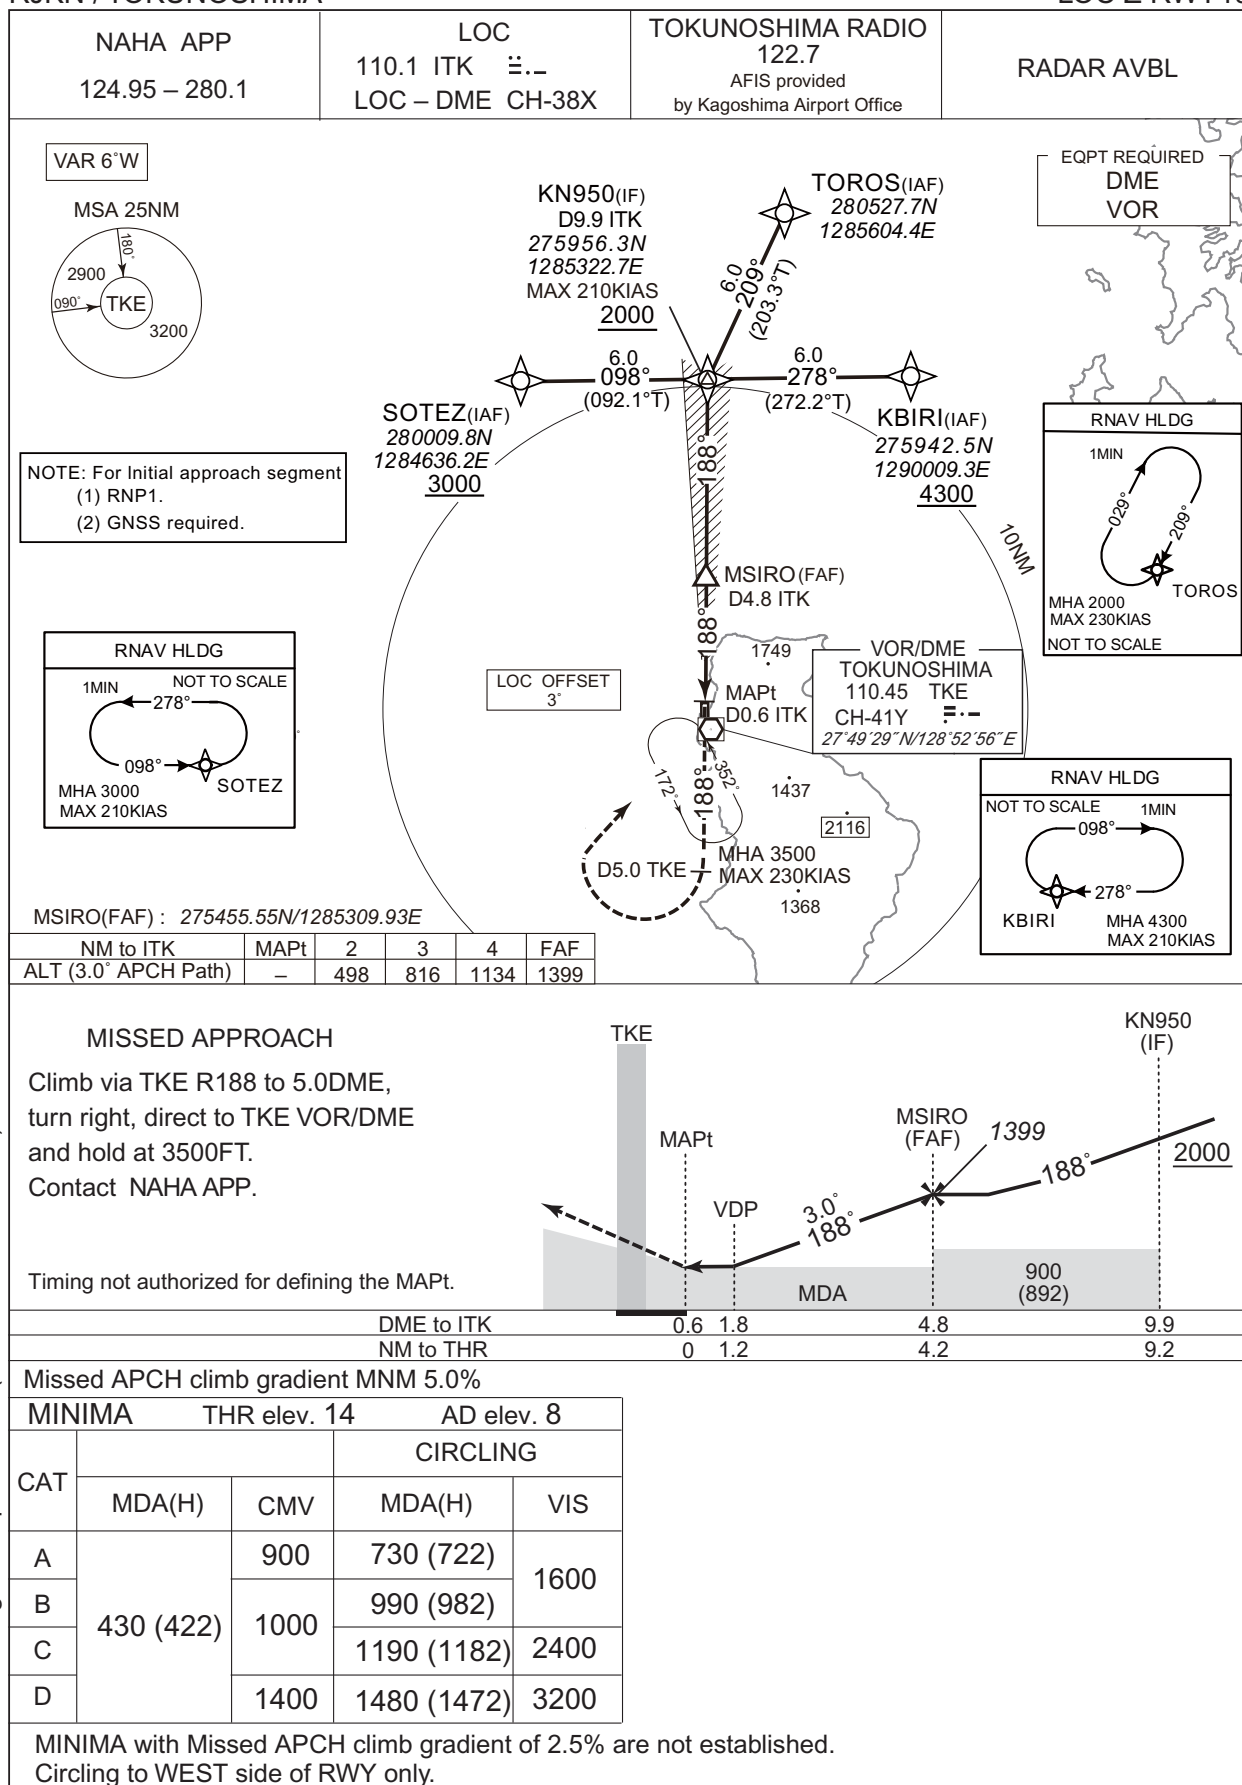 NAHA APP
124.95 – 280.1
LOC
110.1 ITK
LOC – DME CH-38X
TOKUNOSHIMA RADIO
122.7
AFIS provided
by Kagoshima Airport Office
RADAR AVBL
VAR 6°W
MSA 25NM
180°
2900
090°
TKE
3200
KN950(IF)
D9.9 ITK
275956.3N
1285322.7E
MAX 210KIAS
2000
TOROS(IAF)
280527.7N
1285604.4E
6.0
209°
(203.3°T)
EQPT REQUIRED
DME
VOR
6.0
098°
(092.1°T)
6.0
278°
(272.2°T)
SOTEZ(IAF)
280009.8N
1284636.2E
3000
KBIRI(IAF)
275942.5N
1290009.3E
4300
188°
NOTE: For Initial approach segment
(1) RNP1.
(2) GNSS required.
RNAV HLDG
1MIN
029°
209°
TOROS
MHA 2000
MAX 230KIAS
NOT TO SCALE
10NM
MSIRO(FAF)
D4.8 ITK
188°
RNAV HLDG
NOT TO SCALE
1MIN
278°
098°
SOTEZ
MHA 3000
MAX 210KIAS
LOC OFFSET
3°
1749
MAPt
D0.6 ITK
VOR/DME
TOKUNOSHIMA
110.45 TKE
CH-41Y
27°49′29″N/128°52′56″E
172°
188°
352°
1437
2116
D5.0 TKE
MHA 3500
MAX 230KIAS
1368
RNAV HLDG
NOT TO SCALE
1MIN
098°
278°
KBIRI
MHA 4300
MAX 210KIAS
MSIRO(FAF) : 275455.55N/1285309.93E
NM to ITK MAPt 2 3 4 FAF
ALT (3.0° APCH Path) – 498 816 1134 1399
MISSED APPROACH
Climb via TKE R188 to 5.0DME,
turn right, direct to TKE VOR/DME
and hold at 3500FT.
Contact NAHA APP.
Timing not authorized for defining the MAPt.
TKE
MAPt
VDP
3.0°
188°
MSIRO
(FAF)
1399
188°
KN950
(IF)
2000
MDA
900
(892)
DME to ITK 0.6 1.8 4.8 9.9
NM to THR 0 1.2 4.2 9.2
Missed APCH climb gradient MNM 5.0%
MINIMA THR elev. 14 AD elev. 8
CIRCLING
CAT MDA(H) CMV MDA(H) VIS
A 430 (422) 900 730 (722) 1600
B 1000 990 (982)
C 1190 (1182) 2400
D 1400 1480 (1472) 3200
MINIMA with Missed APCH climb gradient of 2.5% are not established.
Circling to WEST side of RWY only.